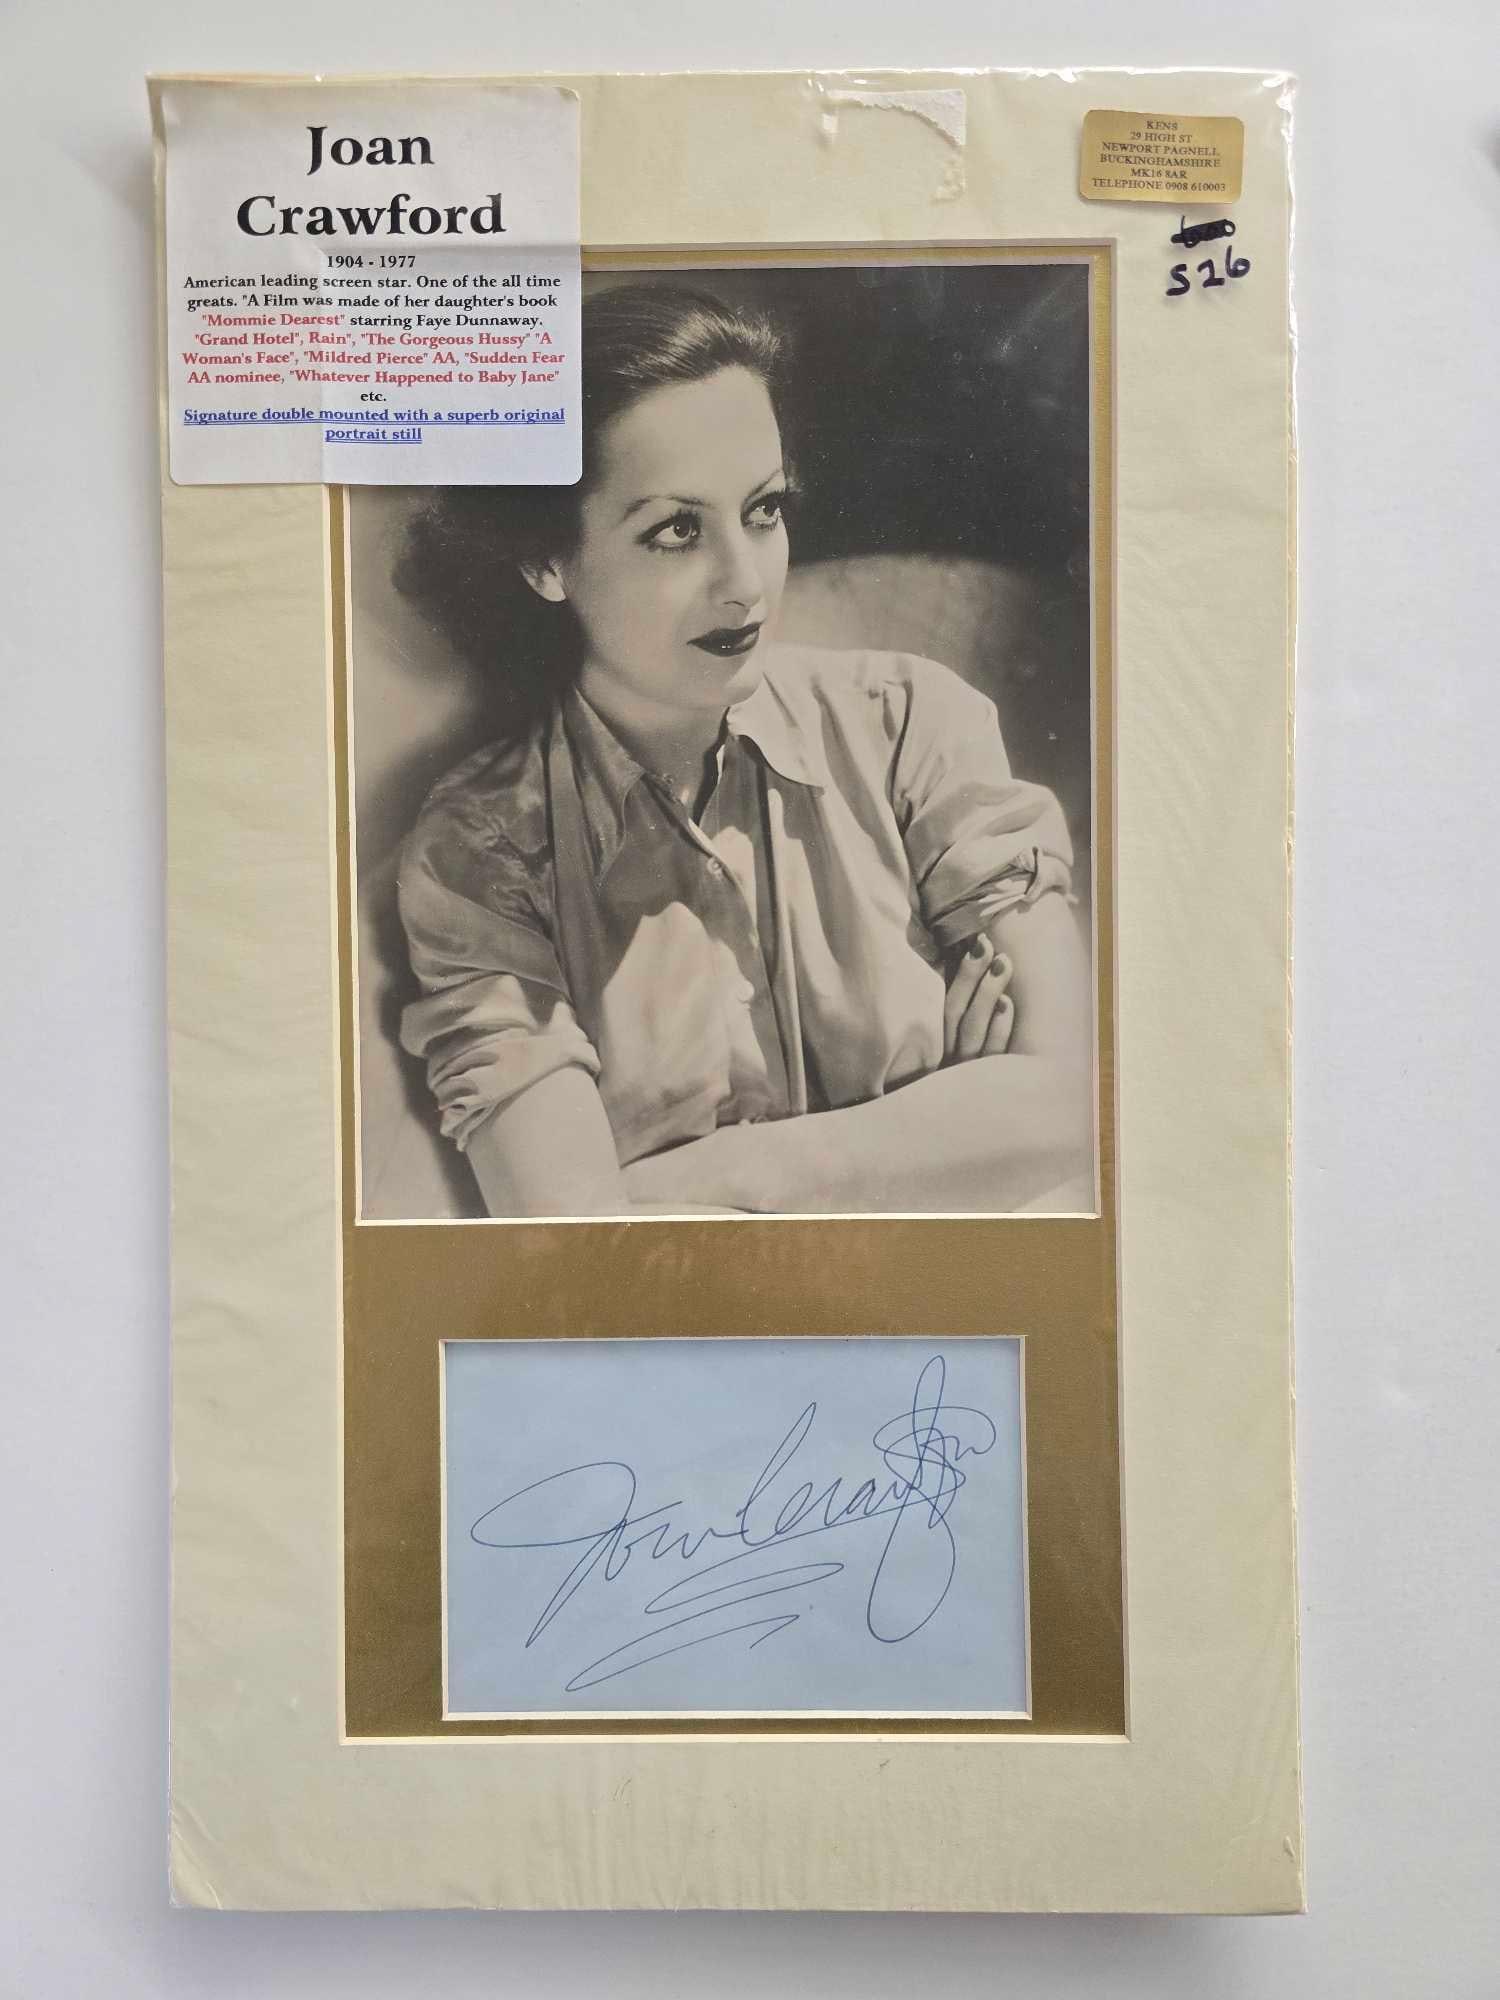 Joan
Crawford
1904 - 1977
American leading screen star. One of the all time
greats. "A Film was made of her daughter's book
"Mommie Dearest" starring Faye Dunnaway.
"Grand Hotel", Rain", "The Gorgeous Hussy" "A
Woman's Face", "Mildred Pierce" AA, "Sudden Fear
AA nominee, "Whatever Happened to Baby Jane"
etc.
Signature double mounted with a superb original
portrait still
KENS
29 HIGH ST
NEWPORT PAGNELL
BUCKINGHAMSHIRE
MK16 8AR
TELEPHONE 0908 610003
S26
Joan Crawford